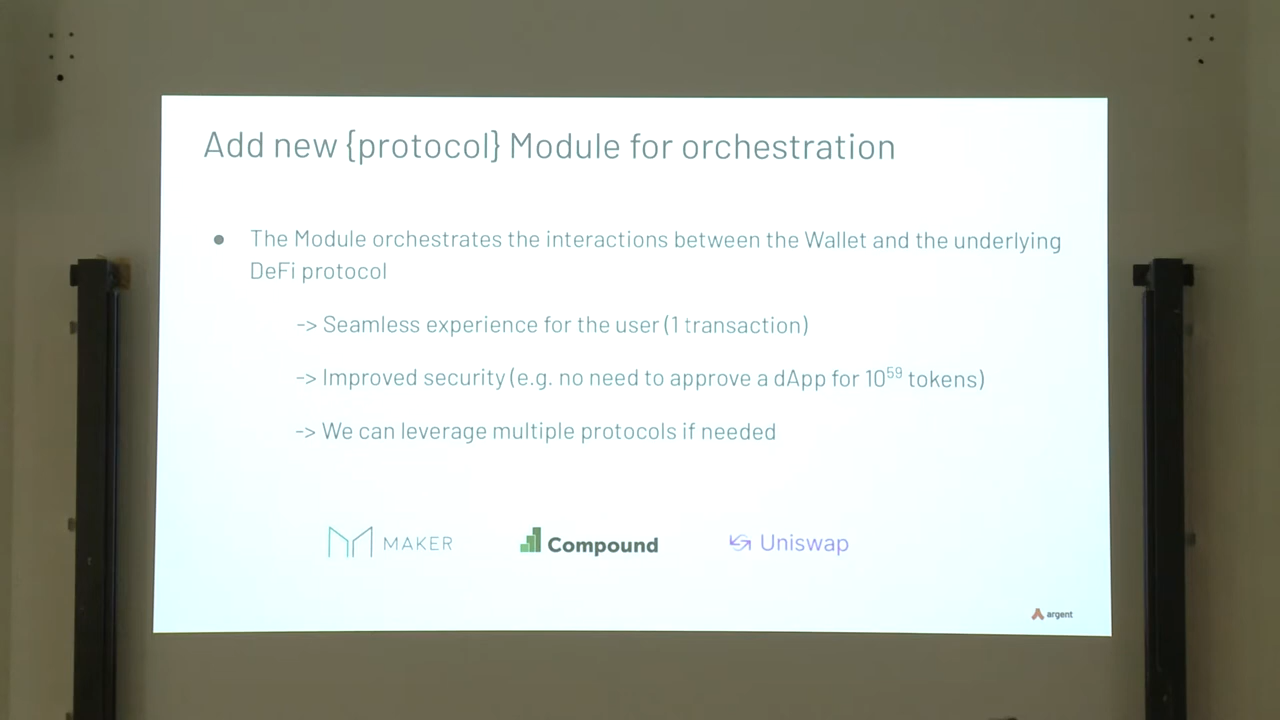 Add new {protocol} Module for orchestration
● The Module orchestrates the interactions between the Wallet and the underlying
DeFi protocol
-> Seamless experience for the user (1 transaction)
-> Improved security (e.g. no need to approve a dApp for 10⁵⁹ tokens)
-> We can leverage multiple protocols if needed
MAKER
Compound
Uniswap
argent